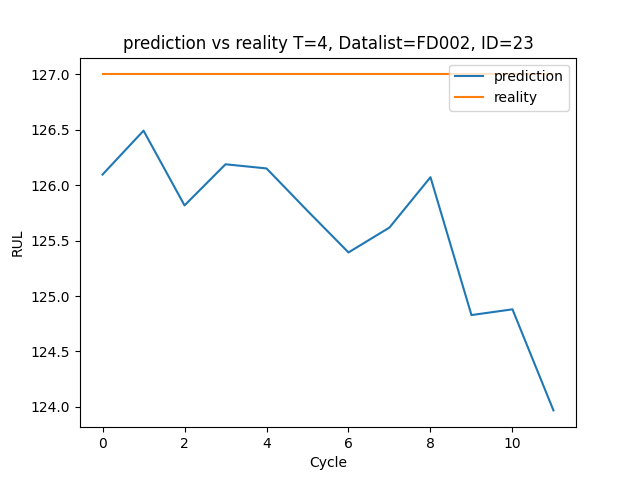 prediction vs reality T=4, Datalist=FD002, ID=23
127.0
126.5
126.0
125.5
125.0
124.5
124.0
RUL
prediction
reality
0 2 4 6 8 10
Cycle